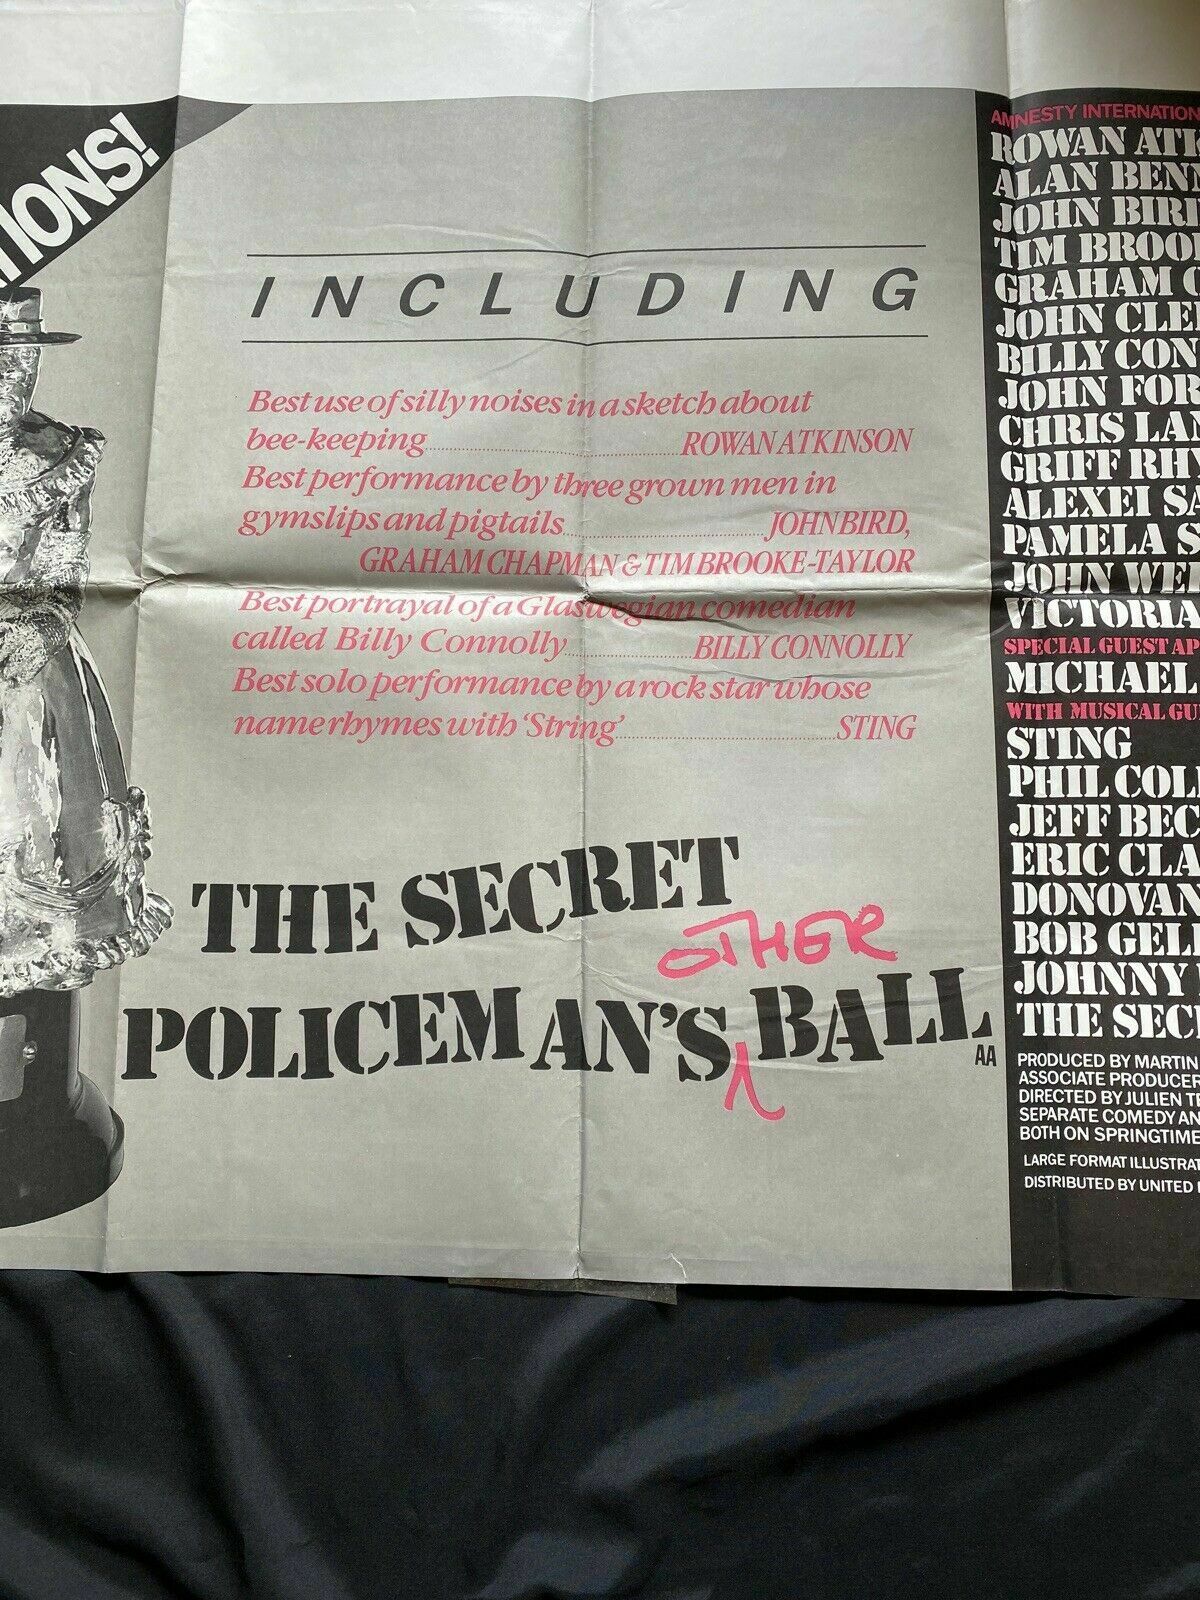 INCLUDING
Best use of silly noises in a sketch about
bee-keeping ROWAN ATKINSON
Best performance by three grown men in
gymslips and pigtails JOHN BIRD,
GRAHAM CHAPMAN & TIM BROOKE-TAYLOR
Best portrayal of a Glaswegian comedian
called Billy Connolly BILLY CONNOLLY
Best solo performance by a rock star whose
name rhymes with 'String' STING
THE SECRET
OTHER
POLICEMAN'S BALL
AA
AMNESTY INTERNATION
ROWAN ATK
ALAN BENN
JOHN BIR
TIM BROO
GRAHAM C
JOHN CLE
BILLY CON
JOHN FOR
CHRIS LAN
GRIFF RHY
ALEXEI SA
PAMELA S
JOHN WE
VICTORIA
SPECIAL GUEST AP
MICHAEL
WITH MUSICAL GU
STING
PHIL COL
JEFF BEC
ERIC CLA
DONOVAN
BOB GEL
JOHNNY
THE SEC
PRODUCED BY MARTIN
ASSOCIATE PRODUCER
DIRECTED BY JULIEN TE
SEPARATE COMEDY AN
BOTH ON SPRINGTIME
LARGE FORMAT ILLUSTRAT
DISTRIBUTED BY UNITED